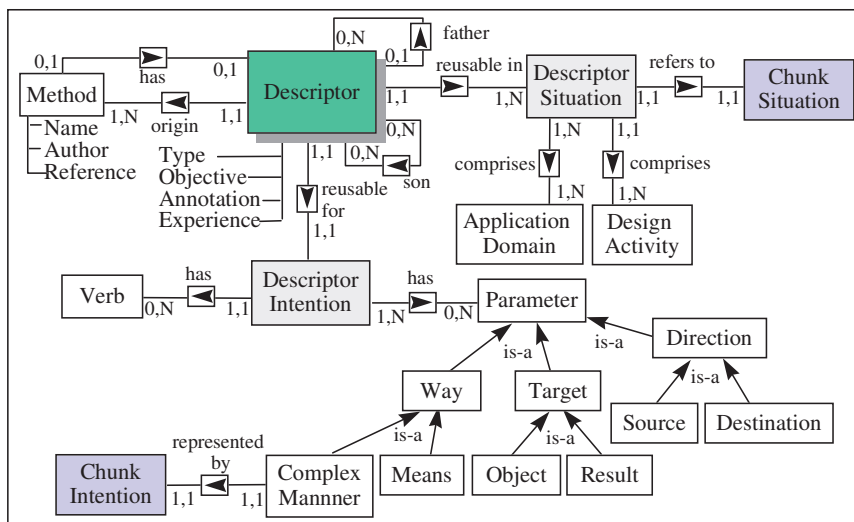 0,N
father
0,1
0,1
has
0,1
reusable in
Descriptor
Situation
refers to
Chunk
Situation
Method
Descriptor
1,N
origin
1,1
1,1
1,N
1,1
1,1
Name
Author
Reference
0,N
0,N
son
1,N
1,1
Type
Objective
Annotation
Experience
1,1
reusable
for
1,1
comprises
comprises
1,N
1,N
Application
Domain
Design
Activity
Verb
has
0,N
1,1
Descriptor
Intention
has
1,N
0,N
Parameter
is-a
is-a
Direction
Way
Target
is-a
Source
Destination
is-a
is-a
represented
by
Chunk
Intention
1,1
1,1
Complex
Mannner
Means
Object
Result